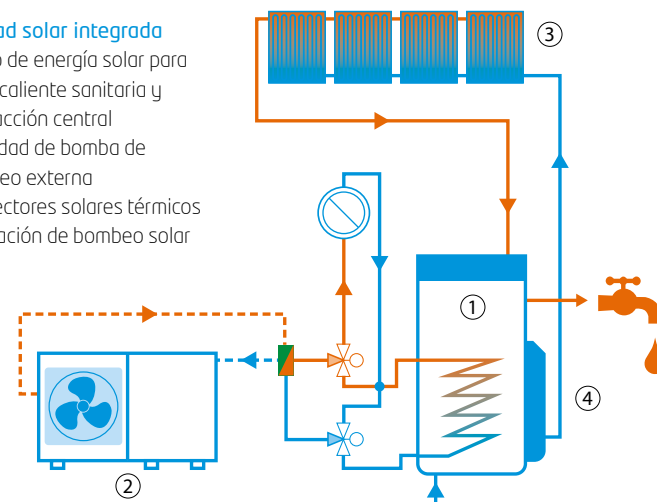 ad solar integrada
o de energía solar para
caliente sanitaria y
acción central
dad de bomba de
eo externa
ectores solares térmicos
ación de bombeo solar
3
1
4
2